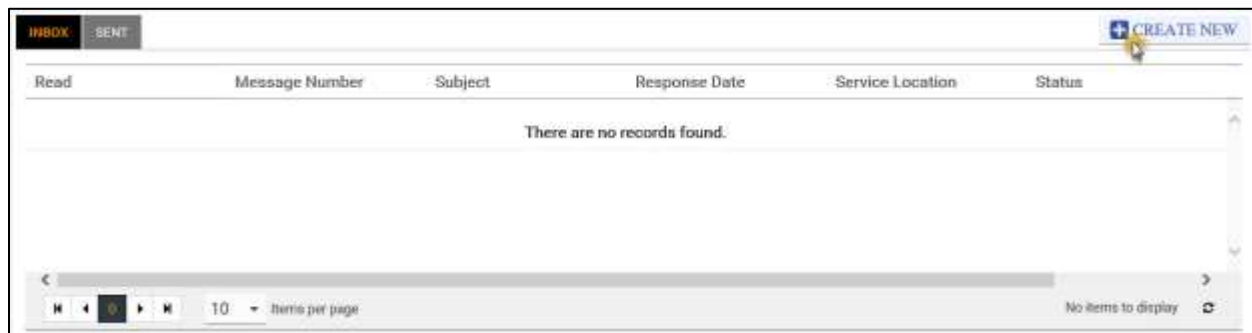 INBOX SENT CREATE NEW
Read Message Number Subject Response Date Service Location Status
There are no records found.
0 10 Items per page No items to display